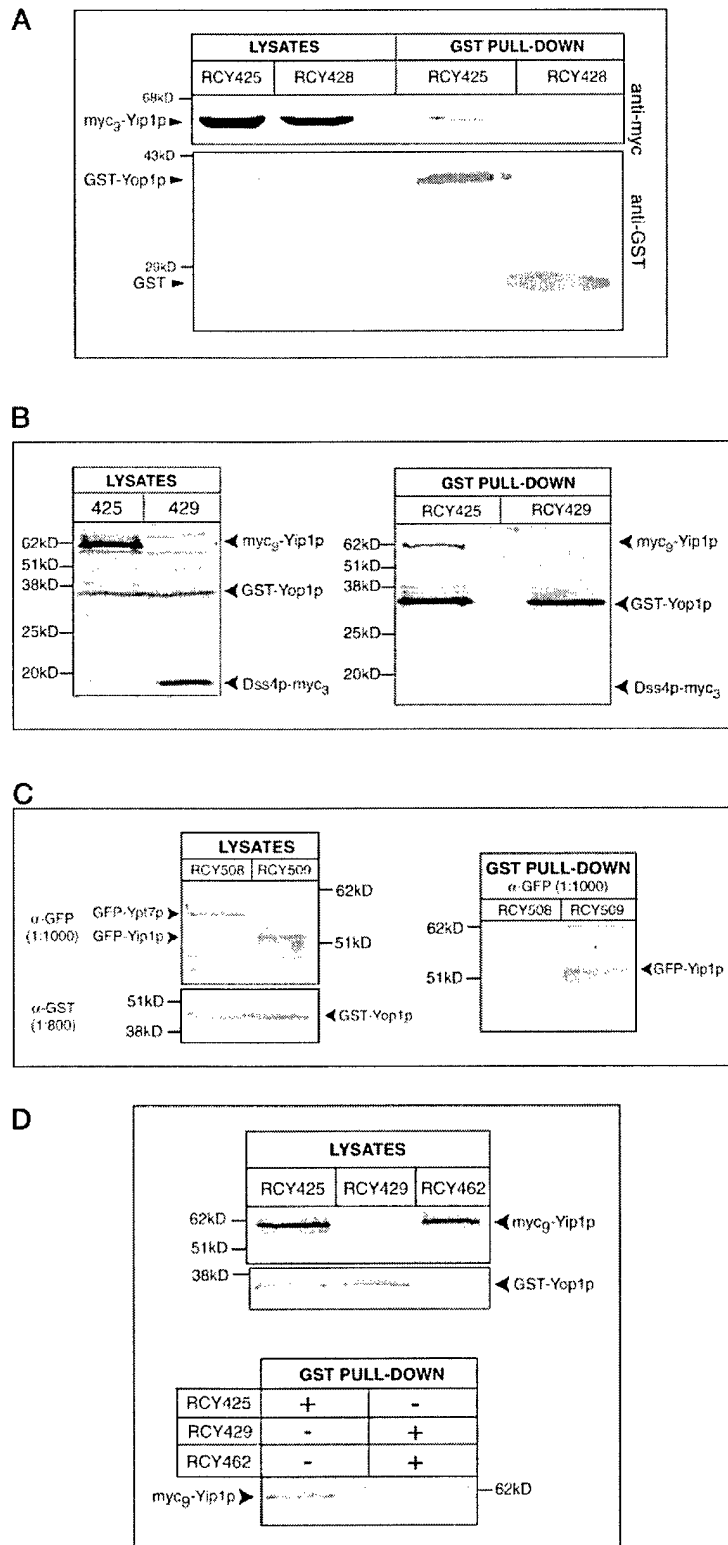 A
LYSATES GST PULL-DOWN
RCY425 RCY428 RCY425 RCY428
68kD
myc9-Yip1p
anti-myc
43kD
GST-Yop1p
29kD
GST
anti-GST
B
LYSATES
425 429
62kD
myc9-Yip1p
51kD
38kD
GST-Yop1p
25kD
20kD
Dss4p-myc3
GST PULL-DOWN
RCY425 RCY429
62kD
myc9-Yip1p
51kD
38kD
GST-Yop1p
25kD
20kD
Dss4p-myc3
C
LYSATES
RCY508 RCY509
62kD
α-GFP
(1:1000)
GFP-Ypt7p
GFP-Yip1p
51kD
α-GST
(1:800)
51kD
38kD
GST-Yop1p
GST PULL-DOWN
α-GFP (1:1000)
RCY508 RCY509
62kD
51kD
GFP-Yip1p
D
LYSATES
RCY425 RCY429 RCY462
62kD
myc9-Yip1p
51kD
38kD
GST-Yop1p
GST PULL-DOWN
RCY425 + -
RCY429 - +
RCY462 - +
myc9-Yip1p
62kD